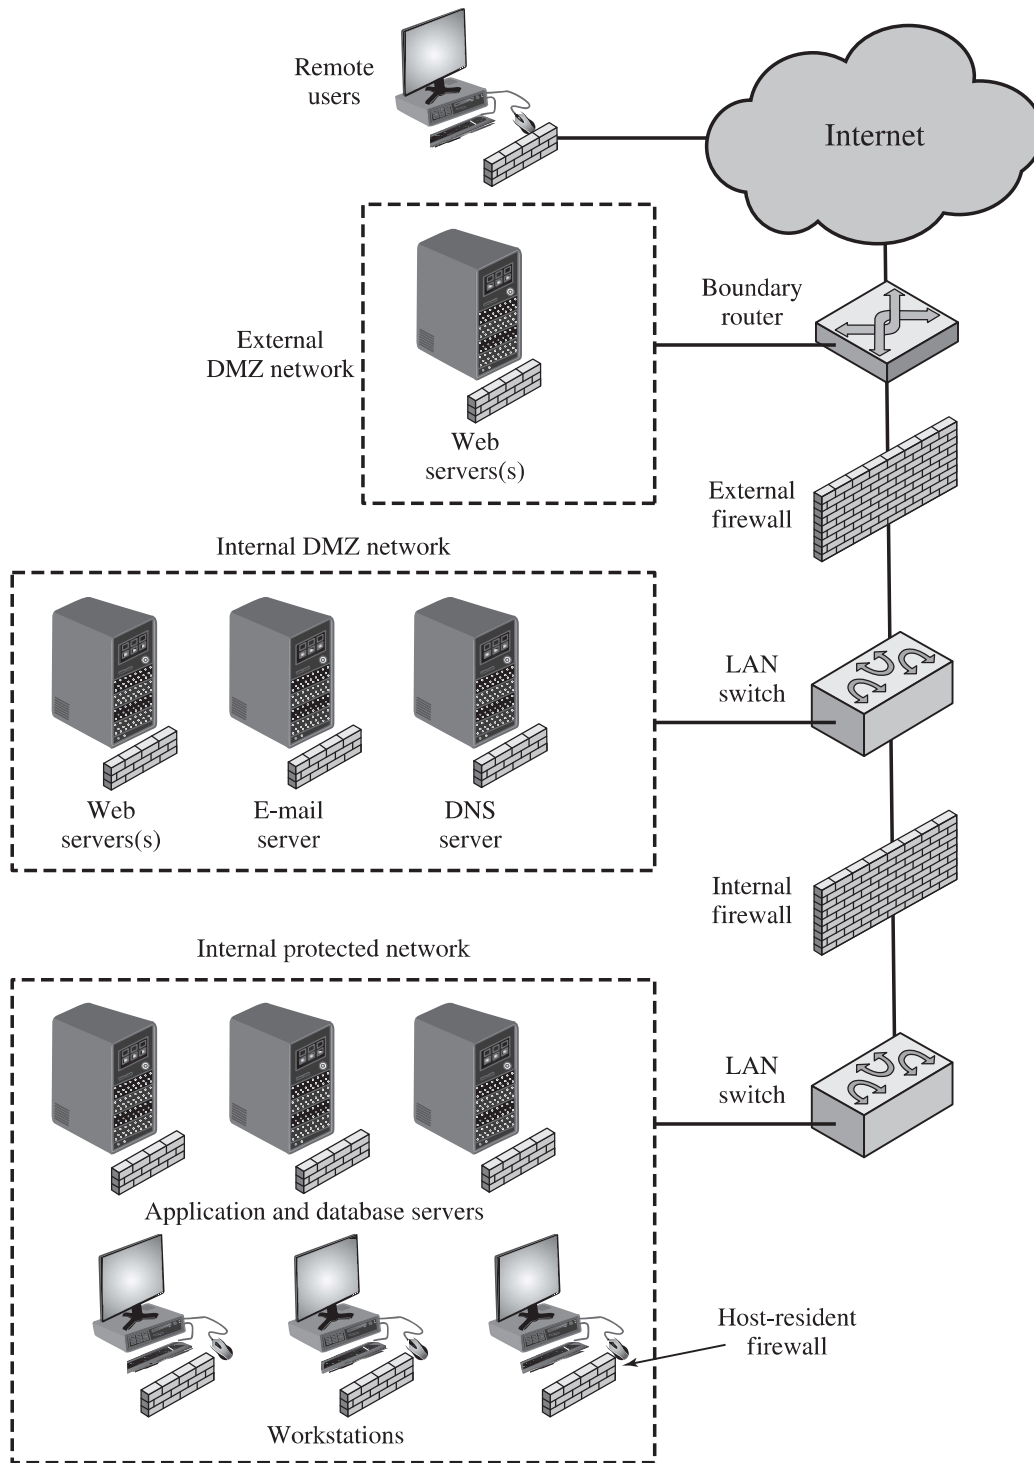 Remote
users
Internet
Boundary
router
External
DMZ network
Web
servers(s)
External
firewall
Internal DMZ network
LAN
switch
Web
servers(s)
E-mail
server
DNS
server
Internal
firewall
Internal protected network
LAN
switch
Application and database servers
Host-resident
firewall
Workstations